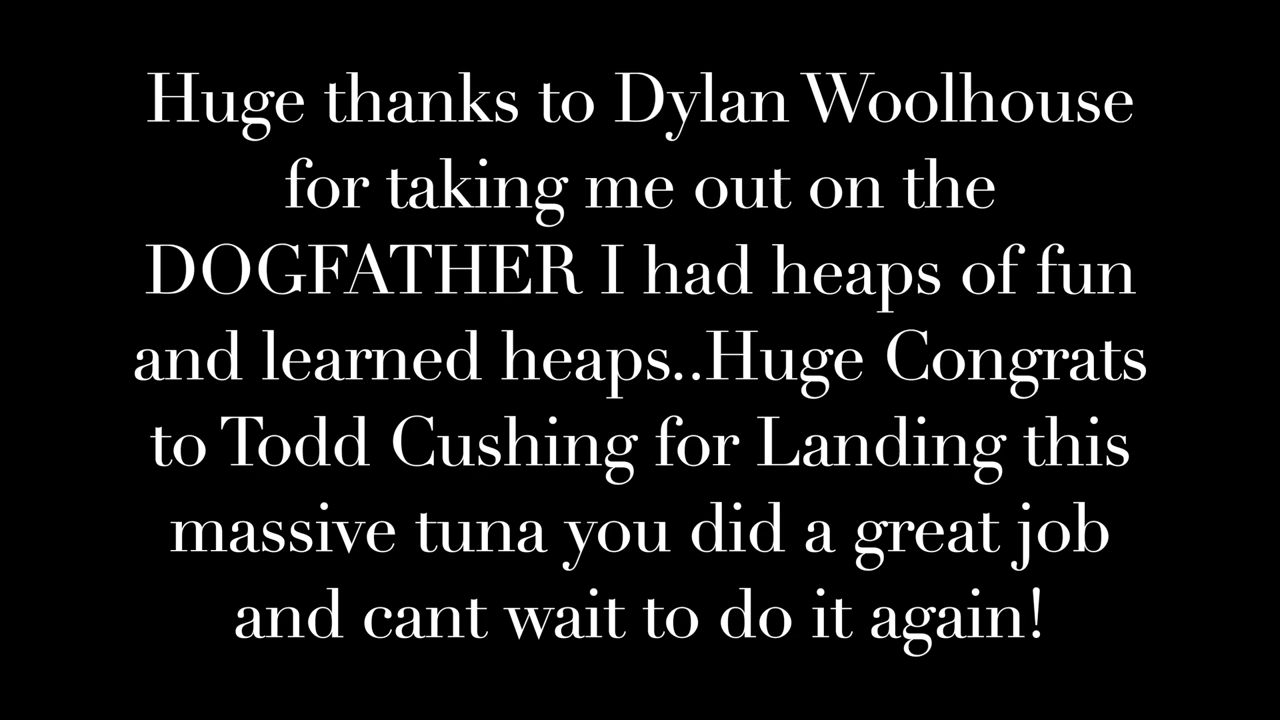 Huge thanks to Dylan Woolhouse
for taking me out on the
DOGFATHER I had heaps of fun
and learned heaps..Huge Congrats
to Todd Cushing for Landing this
massive tuna you did a great job
and cant wait to do it again!